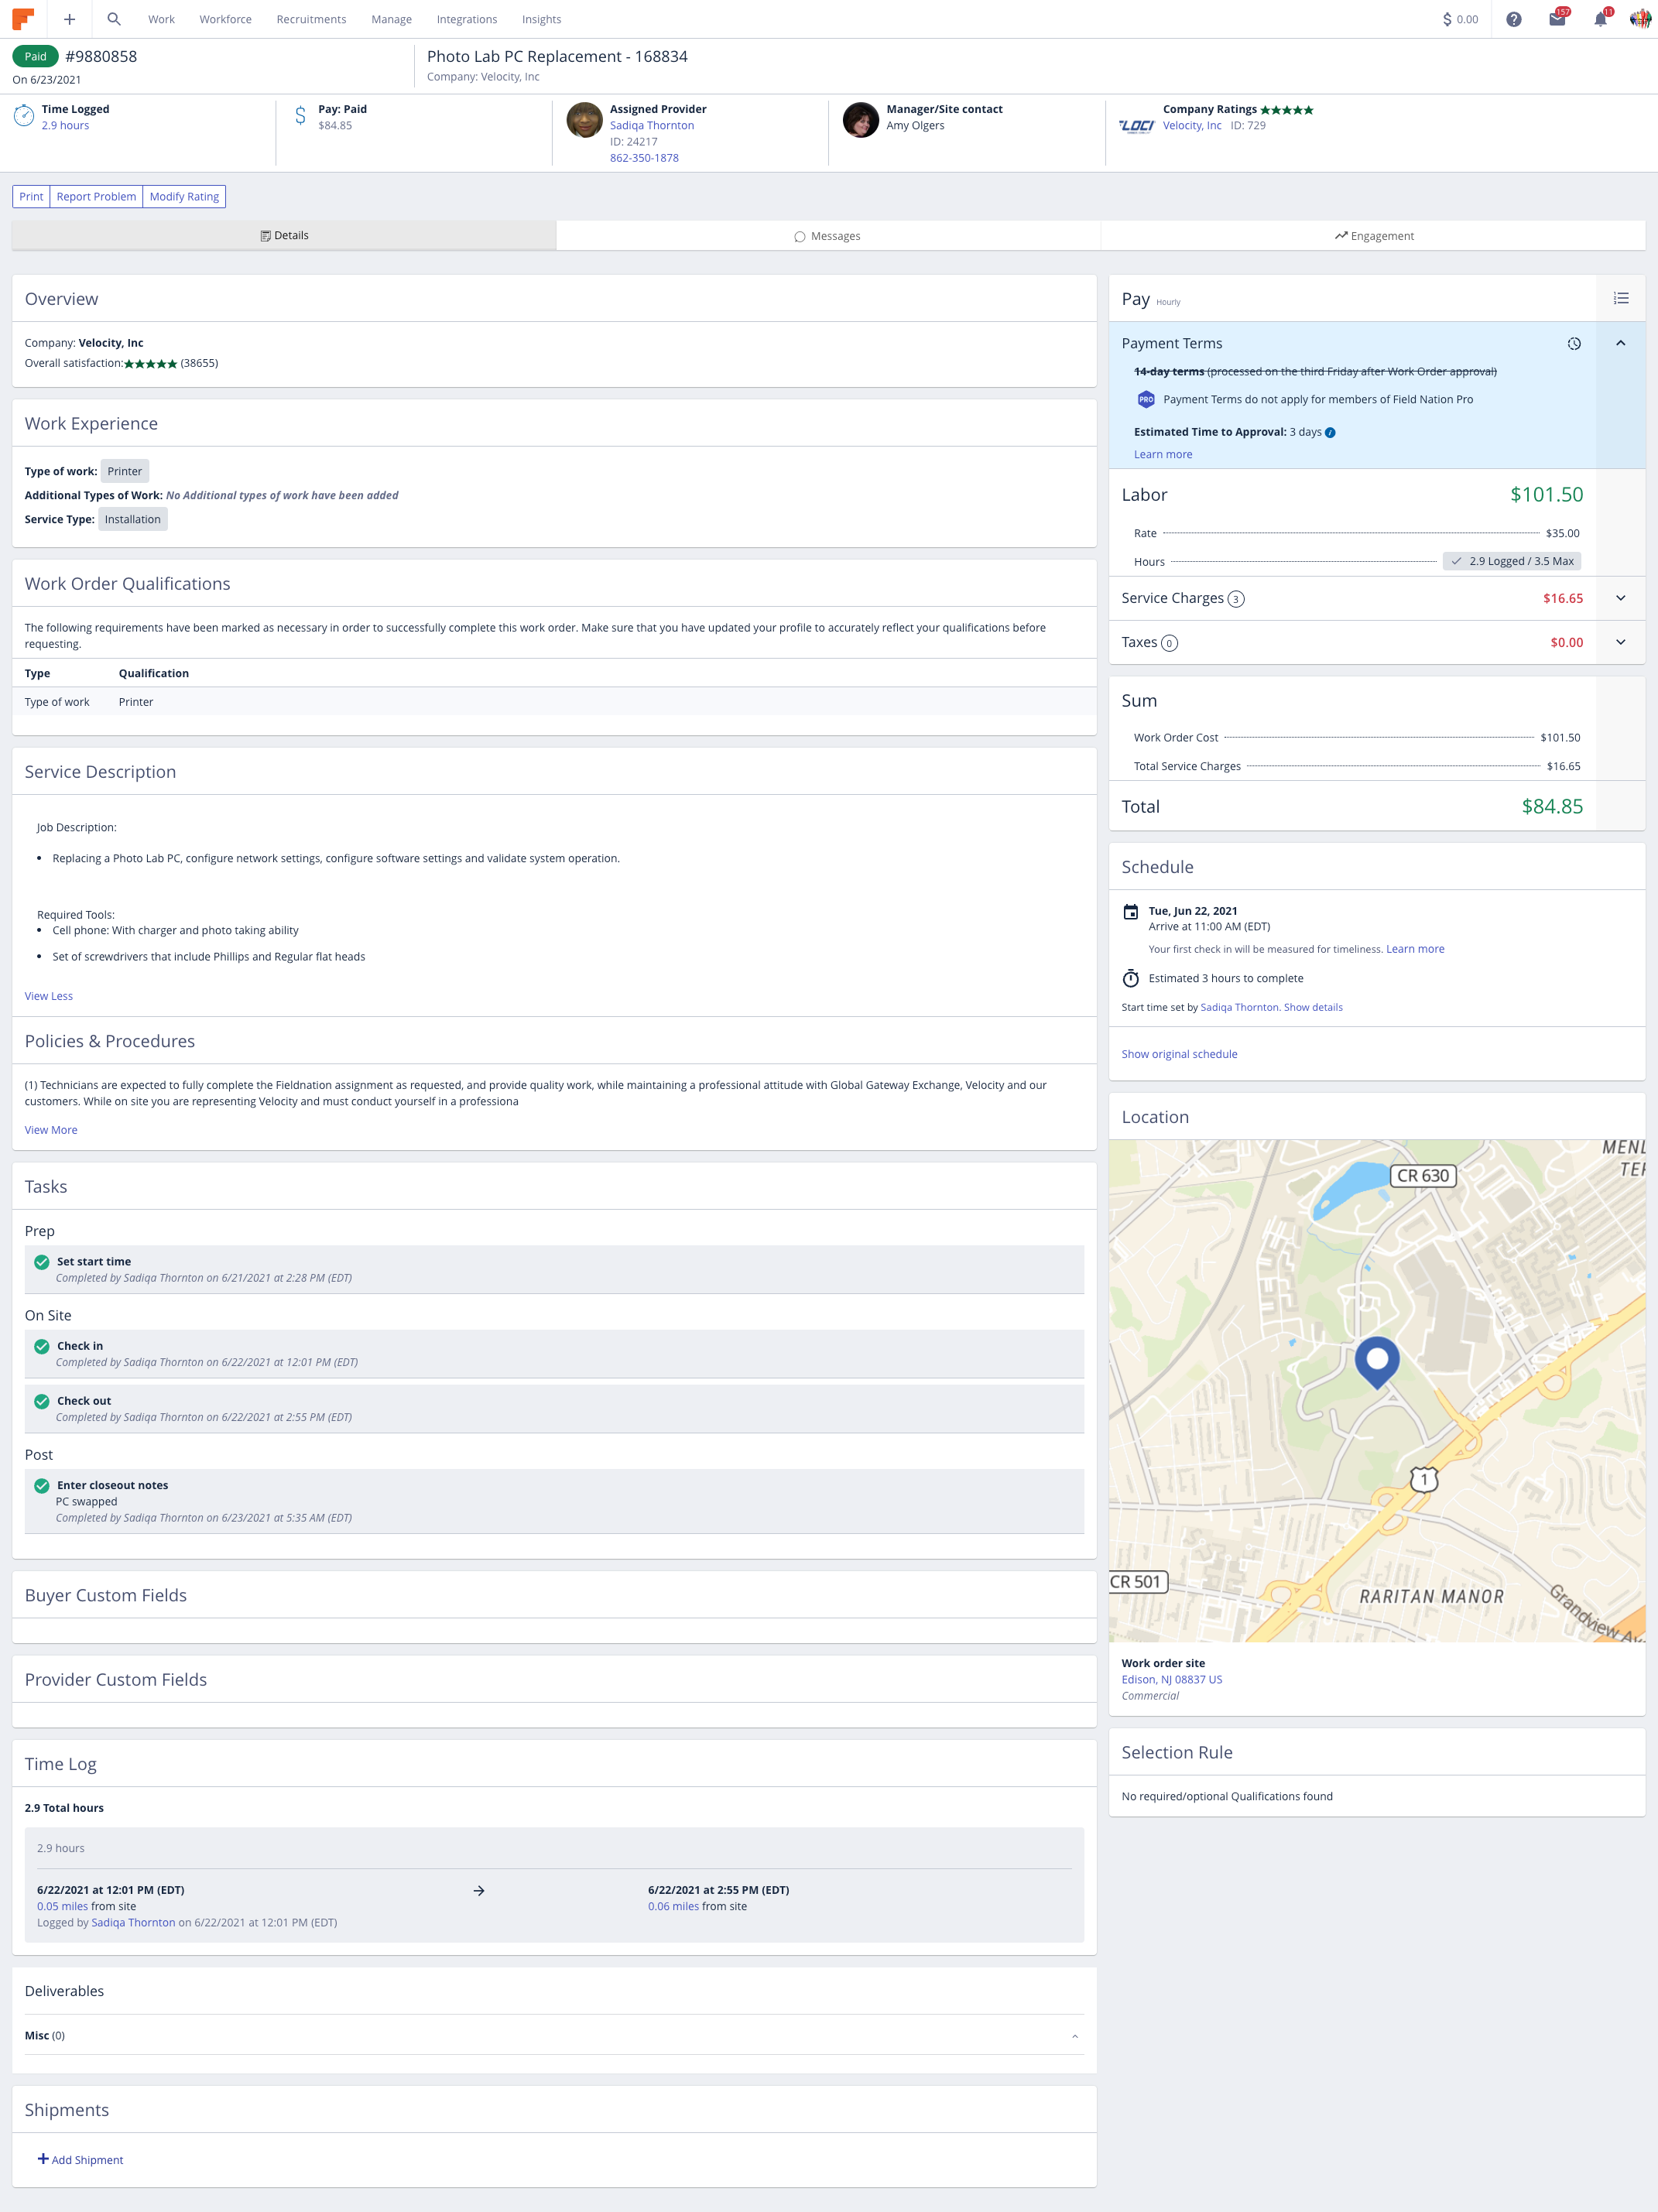 Work Workforce Recruitments Manage Integrations Insights $ 0.00 157 11
Paid #9880858
On 6/23/2021
Photo Lab PC Replacement - 168834
Company: Velocity, Inc
Time Logged
2.9 hours
Pay: Paid
$84.85
Assigned Provider
Sadiqa Thornton
ID: 24217
862-350-1878
Manager/Site contact
Amy Olgers
Company Ratings ★★★★★
Velocity, Inc ID: 729
Print Report Problem Modify Rating
Details Messages Engagement
Overview
Company: Velocity, Inc
Overall satisfaction:★★★★★ (38655)
Work Experience
Type of work: Printer
Additional Types of Work: No Additional types of work have been added
Service Type: Installation
Work Order Qualifications
The following requirements have been marked as necessary in order to successfully complete this work order. Make sure that you have updated your profile to accurately reflect your qualifications before
requesting.
Type Qualification
Type of work Printer
Service Description
Job Description:
• Replacing a Photo Lab PC, configure network settings, configure software settings and validate system operation.
Required Tools:
• Cell phone: With charger and photo taking ability
• Set of screwdrivers that include Phillips and Regular flat heads
View Less
Policies & Procedures
(1) Technicians are expected to fully complete the Fieldnation assignment as requested, and provide quality work, while maintaining a professional attitude with Global Gateway Exchange, Velocity and our
customers. While on site you are representing Velocity and must conduct yourself in a professiona
View More
Tasks
Prep
Set start time
Completed by Sadiqa Thornton on 6/21/2021 at 2:28 PM (EDT)
On Site
Check in
Completed by Sadiqa Thornton on 6/22/2021 at 12:01 PM (EDT)
Check out
Completed by Sadiqa Thornton on 6/22/2021 at 2:55 PM (EDT)
Post
Enter closeout notes
PC swapped
Completed by Sadiqa Thornton on 6/23/2021 at 5:35 AM (EDT)
Buyer Custom Fields
Provider Custom Fields
Time Log
2.9 Total hours
2.9 hours
6/22/2021 at 12:01 PM (EDT)
0.05 miles from site
Logged by Sadiqa Thornton on 6/22/2021 at 12:01 PM (EDT)
6/22/2021 at 2:55 PM (EDT)
0.06 miles from site
Deliverables
Misc (0)
Shipments
+ Add Shipment
Pay Hourly
Payment Terms
14-day terms (processed on the third Friday after Work Order approval)
PRO Payment Terms do not apply for members of Field Nation Pro
Estimated Time to Approval: 3 days
Learn more
Labor $101.50
Rate $35.00
Hours 2.9 Logged / 3.5 Max
Service Charges 3 $16.65
Taxes 0 $0.00
Sum
Work Order Cost $101.50
Total Service Charges $16.65
Total $84.85
Schedule
Tue, Jun 22, 2021
Arrive at 11:00 AM (EDT)
Your first check in will be measured for timeliness. Learn more
Estimated 3 hours to complete
Start time set by Sadiqa Thornton. Show details
Show original schedule
Location
MENL
TER
CR 630
1
CR 501
RARITAN MANOR
Grandview Av
Work order site
Edison, NJ 08837 US
Commercial
Selection Rule
No required/optional Qualifications found